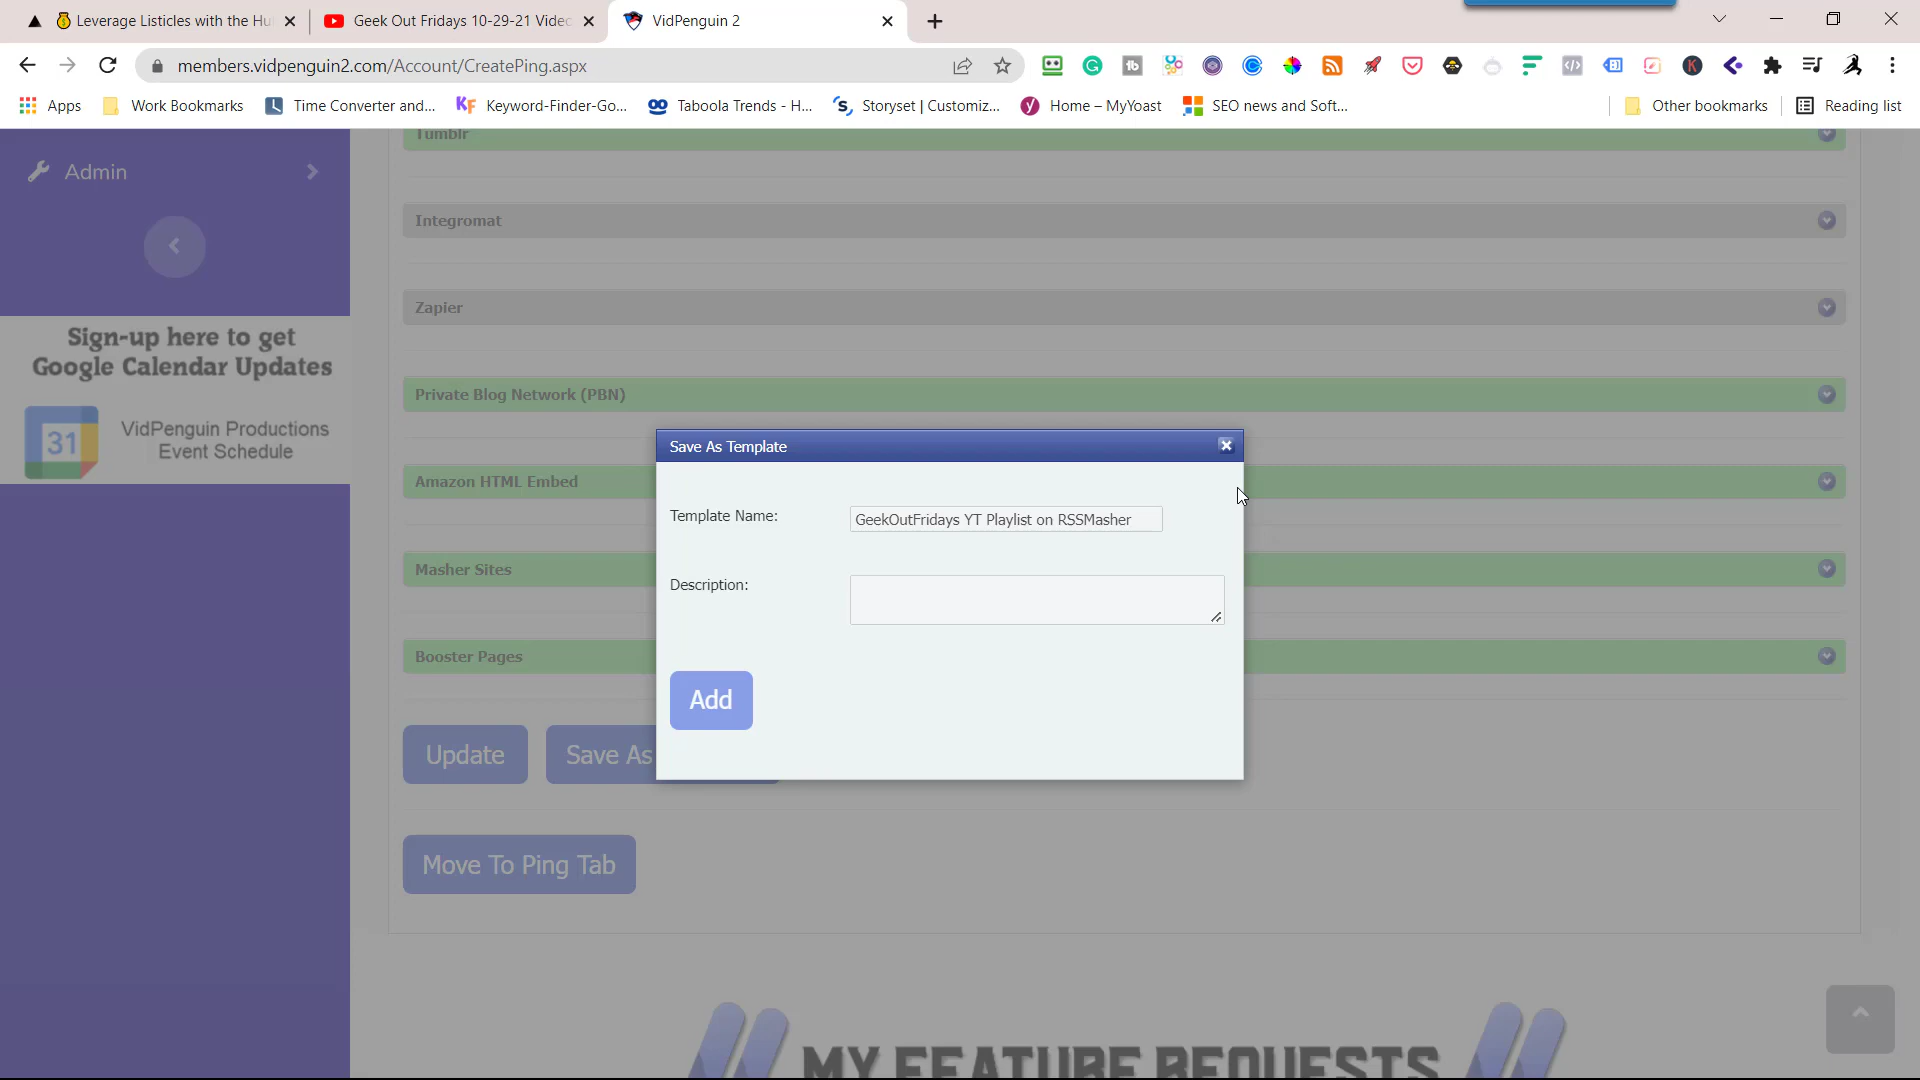 Leverage Listicles with the Hu
Geek Out Fridays 10-29-21 Vide
VidPenguin 2
members.vidpenguin2.com/Account/CreatePing.aspx
Apps
Work Bookmarks
Time Converter and...
Keyword-Finder-Go...
Taboola Trends - H...
Storyset | Customiz...
Home – MyYoast
SEO news and Soft...
Other bookmarks
Reading list
Tumblr
Admin
Integromat
Zapier
Sign-up here to get
Google Calendar Updates
31
VidPenguin Productions
Event Schedule
Private Blog Network (PBN)
Save As Template
Amazon HTML Embed
Template Name:
GeekOutFridays YT Playlist on RSSMasher
Masher Sites
Description:
Booster Pages
Add
Update
Save As
Move To Ping Tab
MY FEATURE REQUESTS